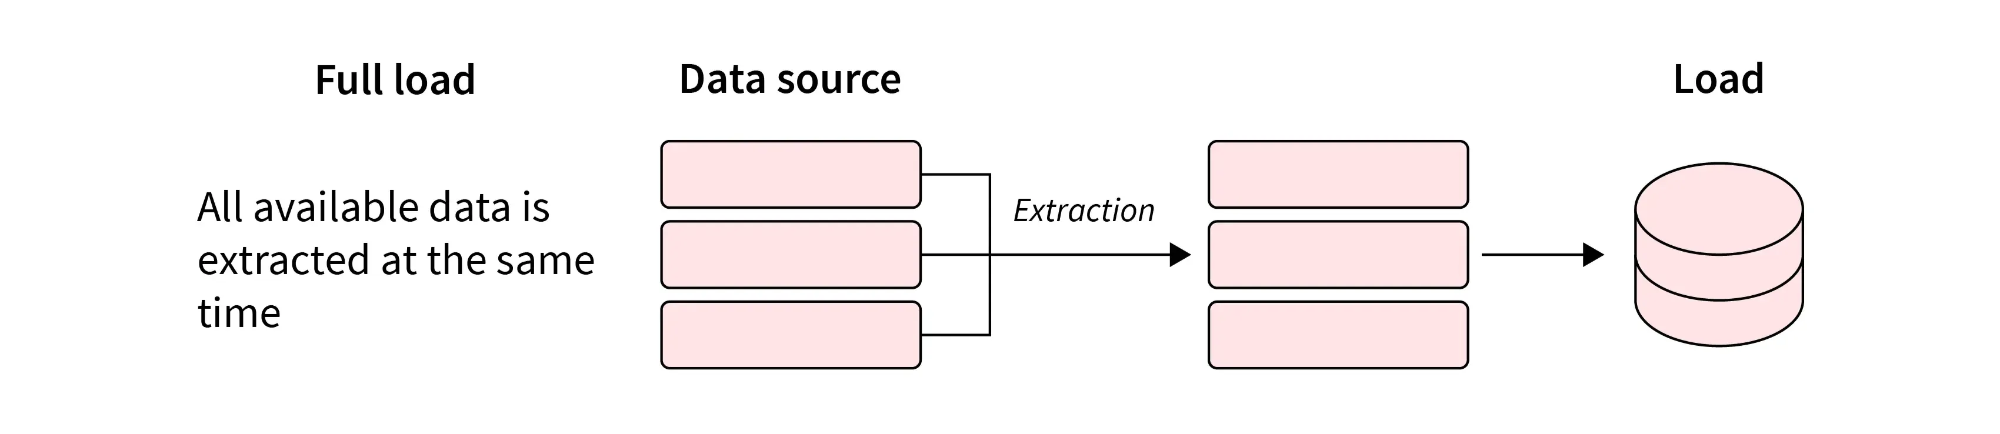 Full load
Data source
Load
All available data is
extracted at the same
time
Extraction